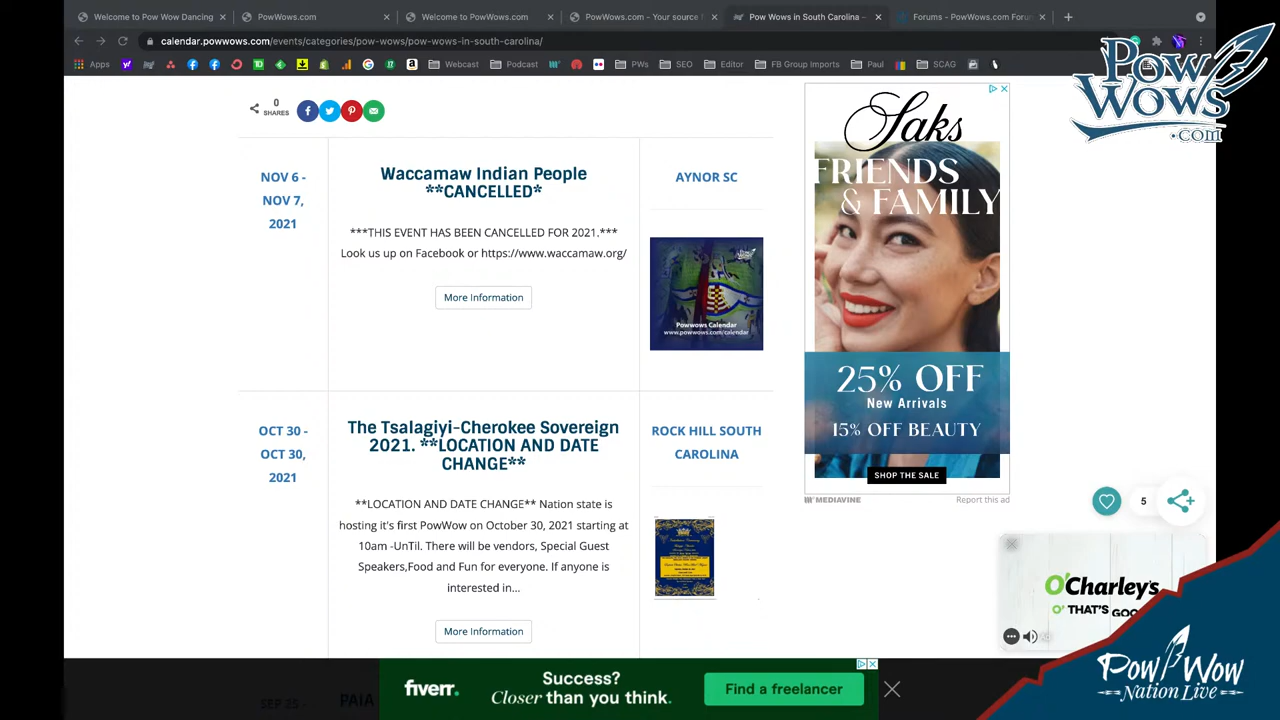 Welcome to Pow Wow Dancing
PowWows.com
Welcome to PowWows.com
PowWows.com - Your source f
Pow Wows in South Carolina –
Forums - PowWows.com Forum
calendar.powwows.com/events/categories/pow-wows/pow-wows-in-south-carolina/
Apps
Webcast
Podcast
PWs
SEO
Editor
FB Group Imports
Paul
SCAG
Pow
Wows
.com
0
SHARES
NOV 6 -
NOV 7,
2021
Waccamaw Indian People
**CANCELLED*
***THIS EVENT HAS BEEN CANCELLED FOR 2021.***
Look us up on Facebook or https://www.waccamaw.org/
More Information
AYNOR SC
Powwows Calendar
www.powwows.com/calendar
OCT 30 -
OCT 30,
2021
The Tsalagiyi-Cherokee Sovereign
2021. **LOCATION AND DATE
CHANGE**
**LOCATION AND DATE CHANGE** Nation state is
hosting it's first PowWow on October 30, 2021 starting at
10am -UnTil. There will be vendors, Special Guest
Speakers,Food and Fun for everyone. If anyone is
interested in...
More Information
ROCK HILL SOUTH
CAROLINA
SEP 25 -
PAIA
Saks
FRIENDS
& FAMILY
25% OFF
New Arrivals
15% OFF BEAUTY
SHOP THE SALE
MEDIAVINE
Report this ad
5
O'Charley's
O' THAT'S GOO
fiverr.
Success?
Closer than you think.
Find a freelancer
Pow Wow
Nation Live